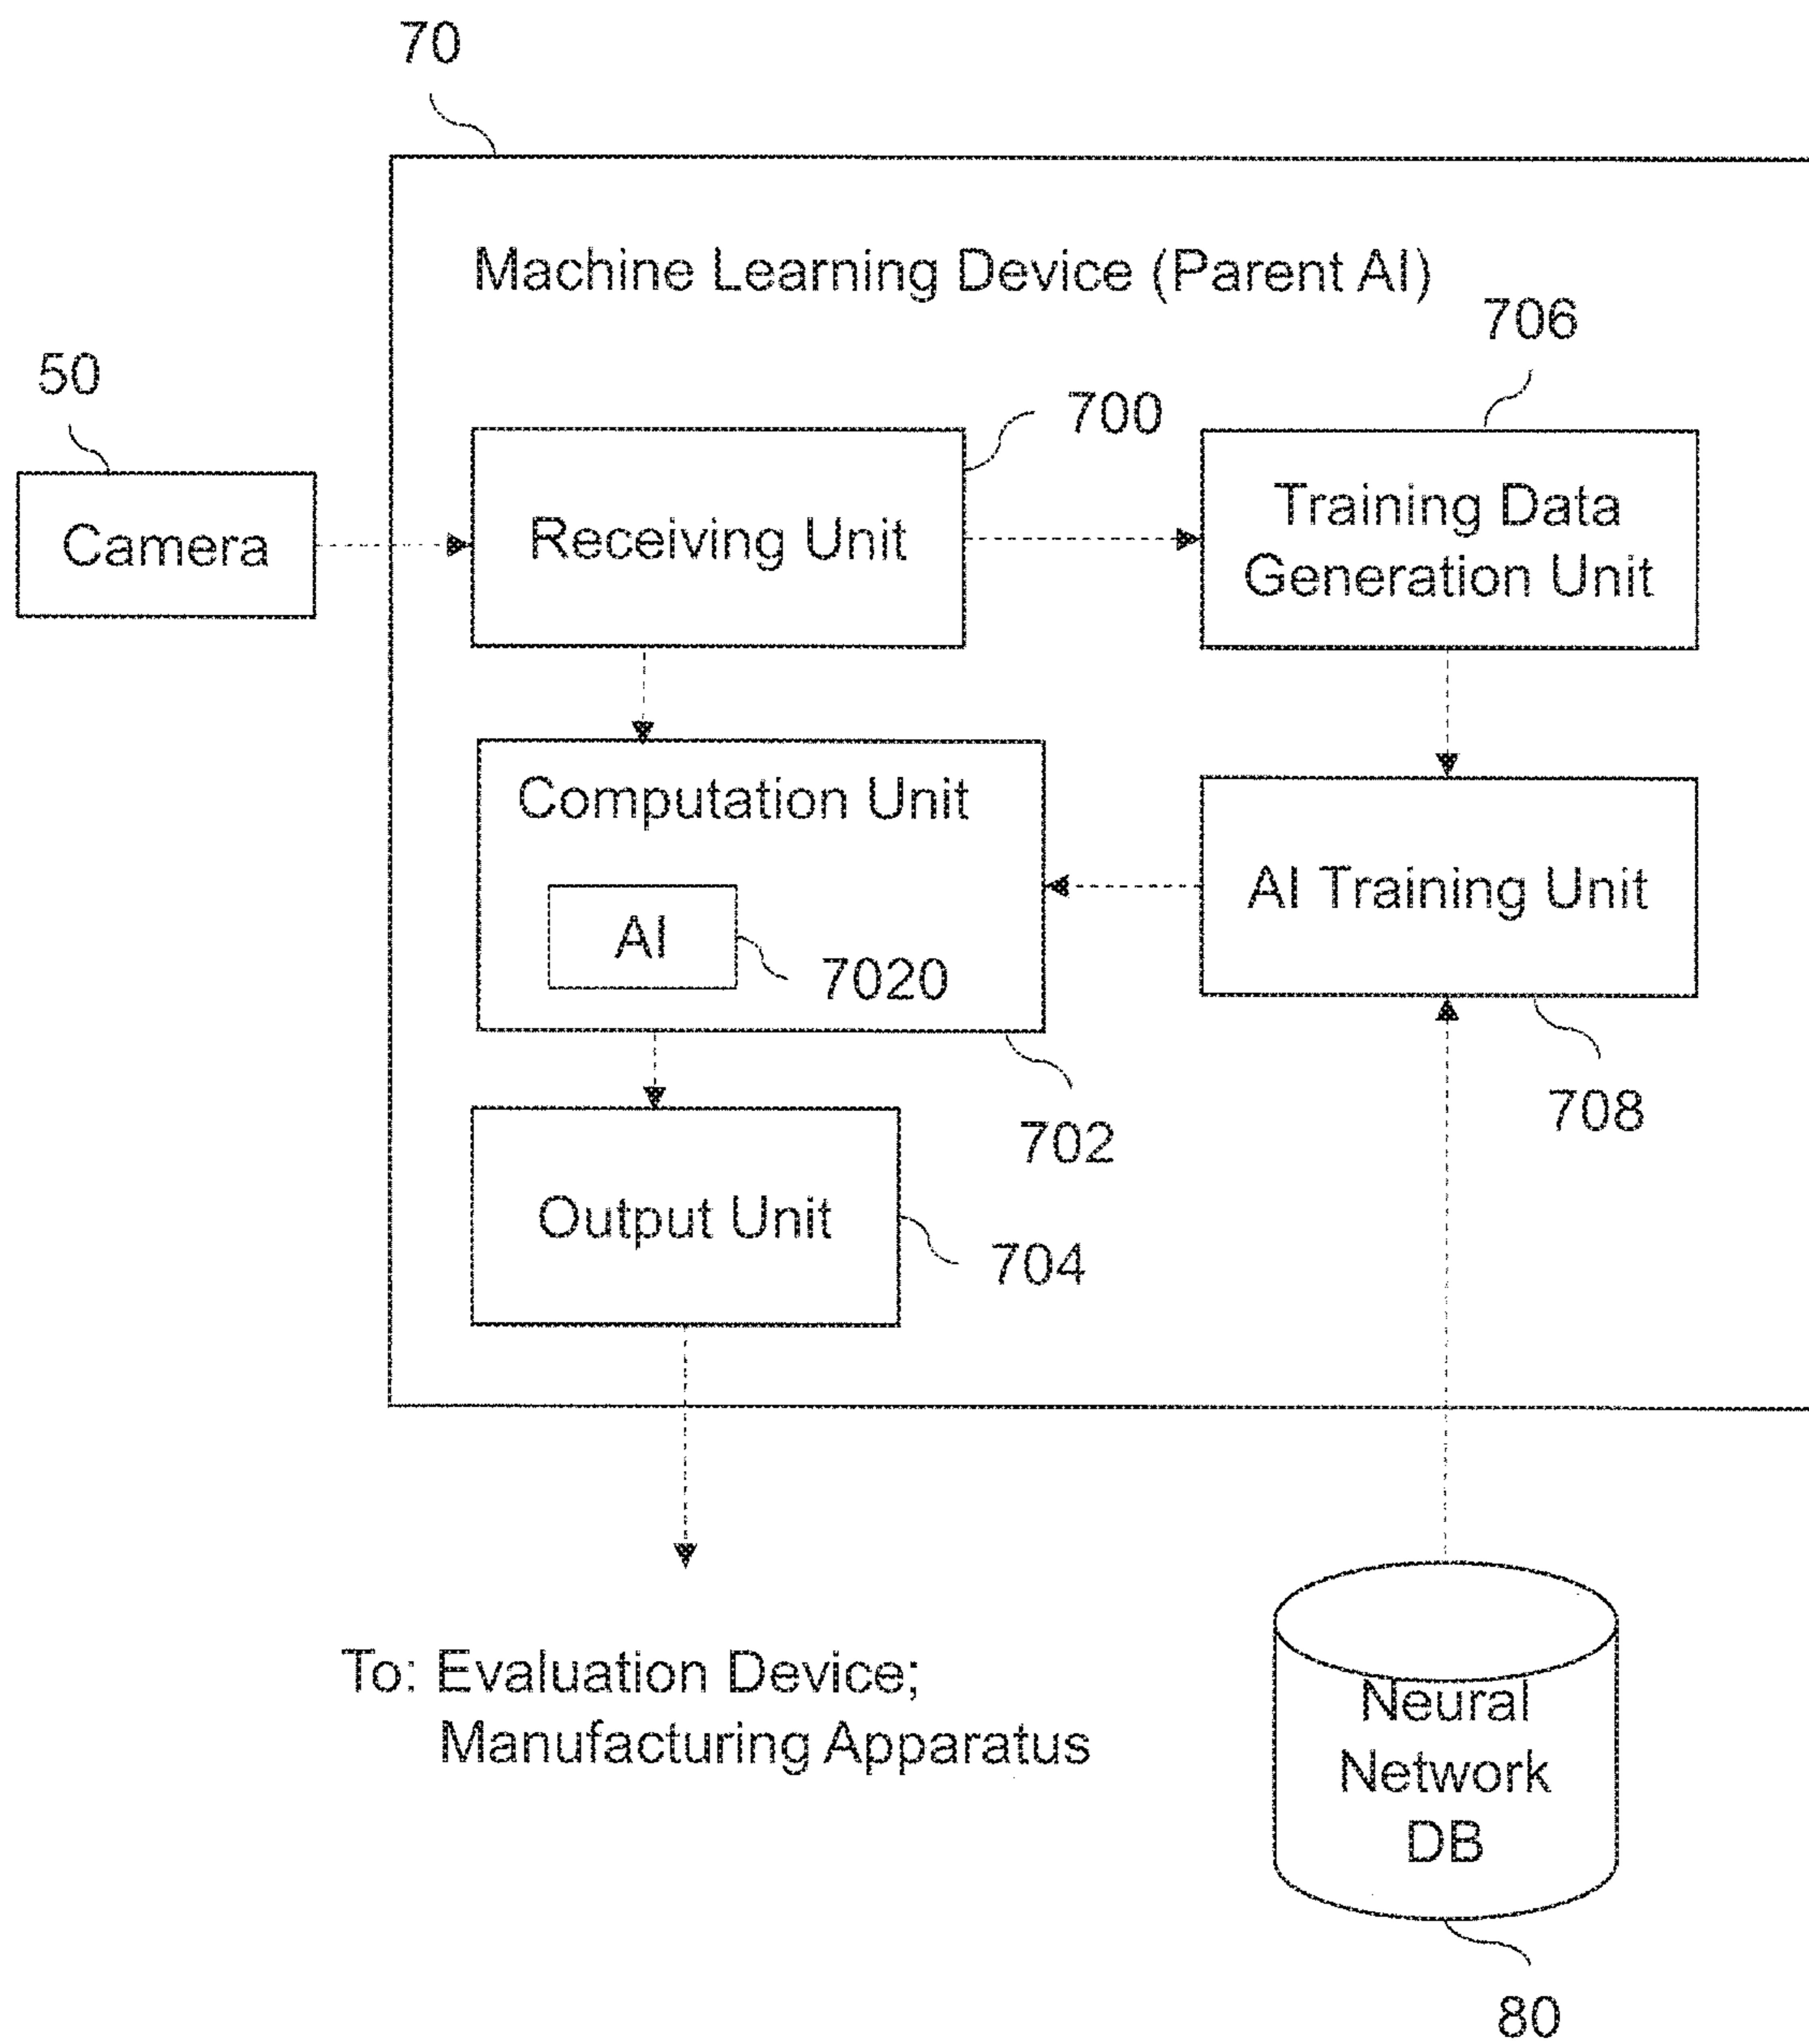 70
Machine Learning Device (Parent AI)
706
50
700
Camera
Receiving Unit
Training Data
Generation Unit
Computation Unit
AI
7020
AI Training Unit
702
708
Output Unit
704
To: Evaluation Device;
Manufacturing Apparatus
Neural
Network
DB
80